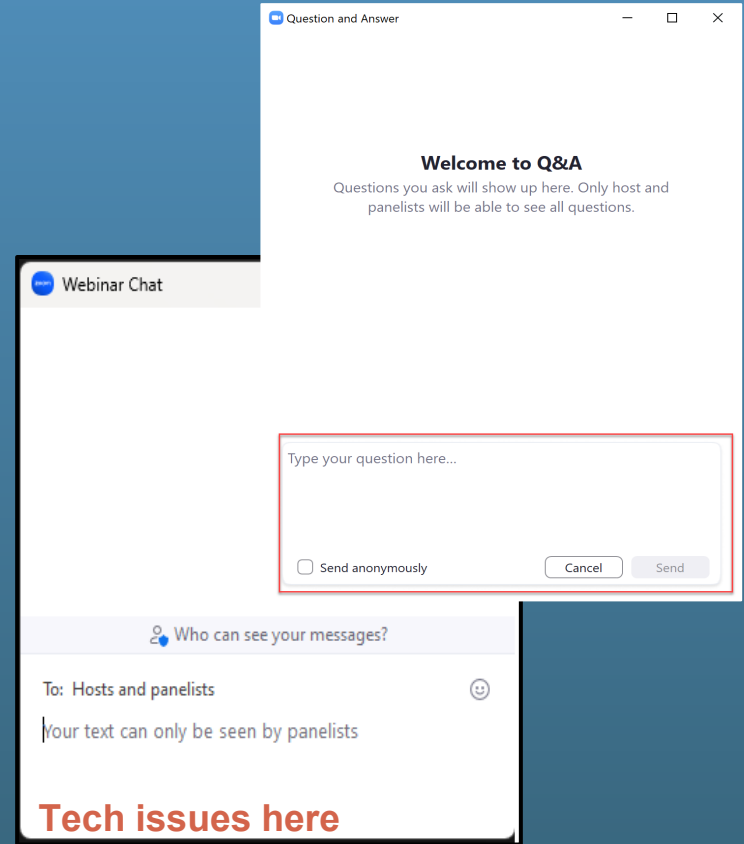 Question and Answer
Welcome to Q&A
Questions you ask will show up here. Only host and
panelists will be able to see all questions.
Type your question here...
Send anonymously
Cancel
Send
zoom
Webinar Chat
Who can see your messages?
To: Hosts and panelists
Your text can only be seen by panelists
Tech issues here